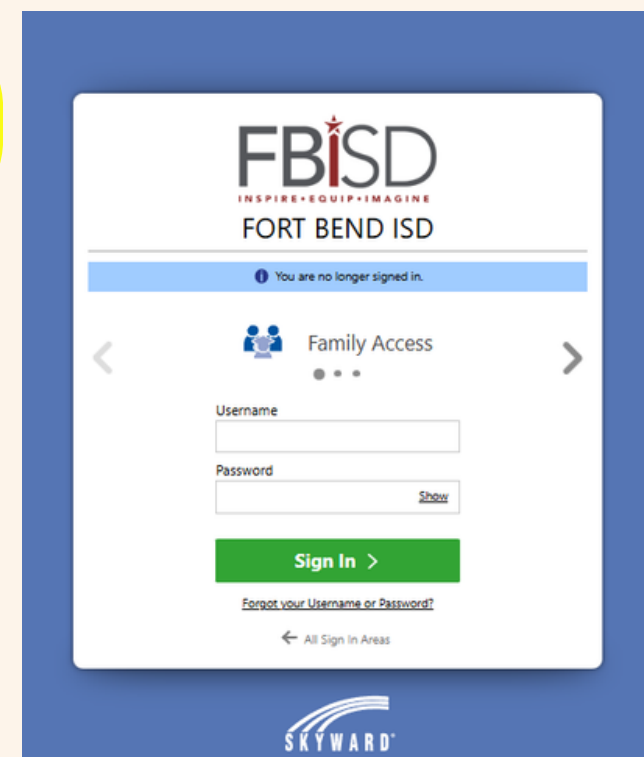 FBISD
INSPIRE•EQUIP•IMAGINE
FORT BEND ISD
You are no longer signed in.
Family Access
Username
Password
Show
Sign In >
Forgot your Username or Password?
← All Sign In Areas
SKYWARD